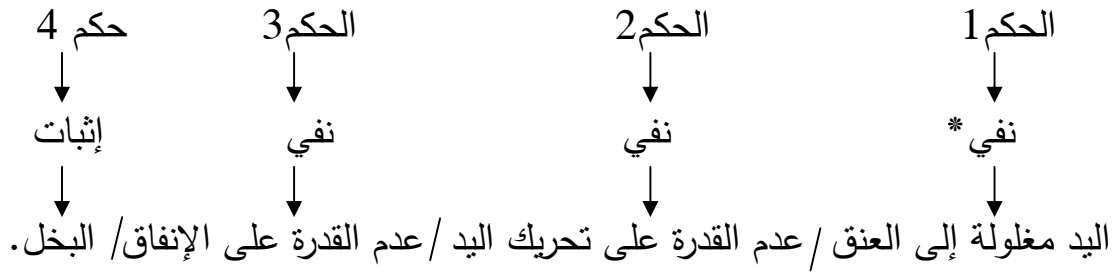 الحكم1 الحكم2 الحكم3 حكم 4
نفي* نفي نفي إثبات
اليد مغلولة إلى العنق /عدم القدرة على تحريك اليد /عدم القدرة على الإنفاق/ البخل.